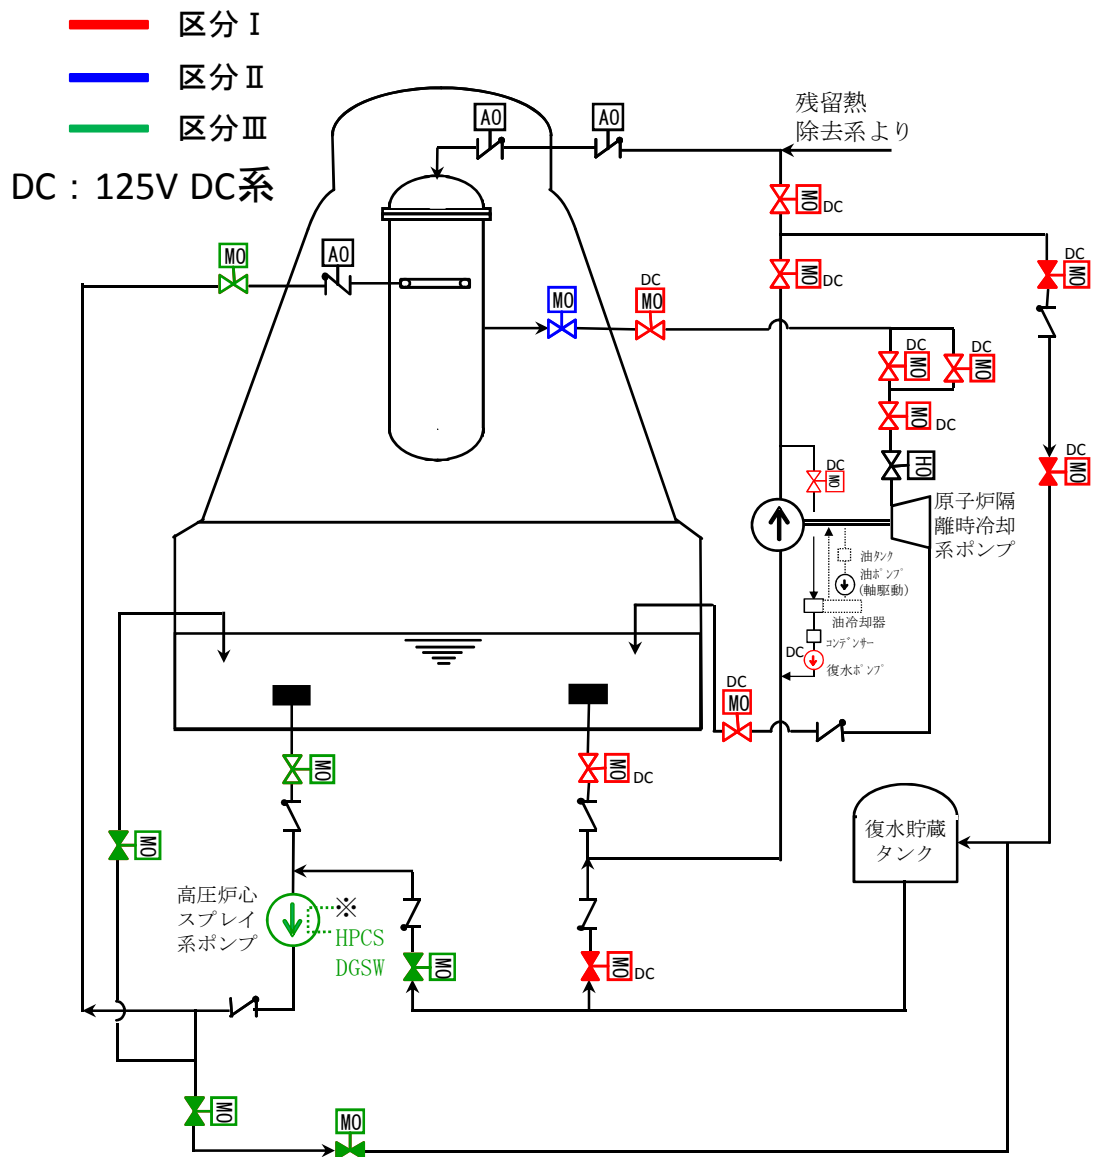 区分Ⅰ
区分Ⅱ
区分Ⅲ
DC：125V DC系
残留熱
除去系より
AO
AO
MO
DC
MO
AO
MO
DC
MO
MO
DC
DC
MO
DC
MO
DC
MO
MO
DC
HO
DC
MO
DC
MO
原子炉隔
離時冷却
系ポンプ
油タンク
油ポンプ
(軸駆動)
油冷却器
コンデンサー
DC
復水ポンプ
DC
MO
MO
MO
DC
MO
復水貯蔵
タンク
高圧炉心
スプレイ
系ポンプ
※
HPCS
DGSW
MO
MO
DC
MO
MO